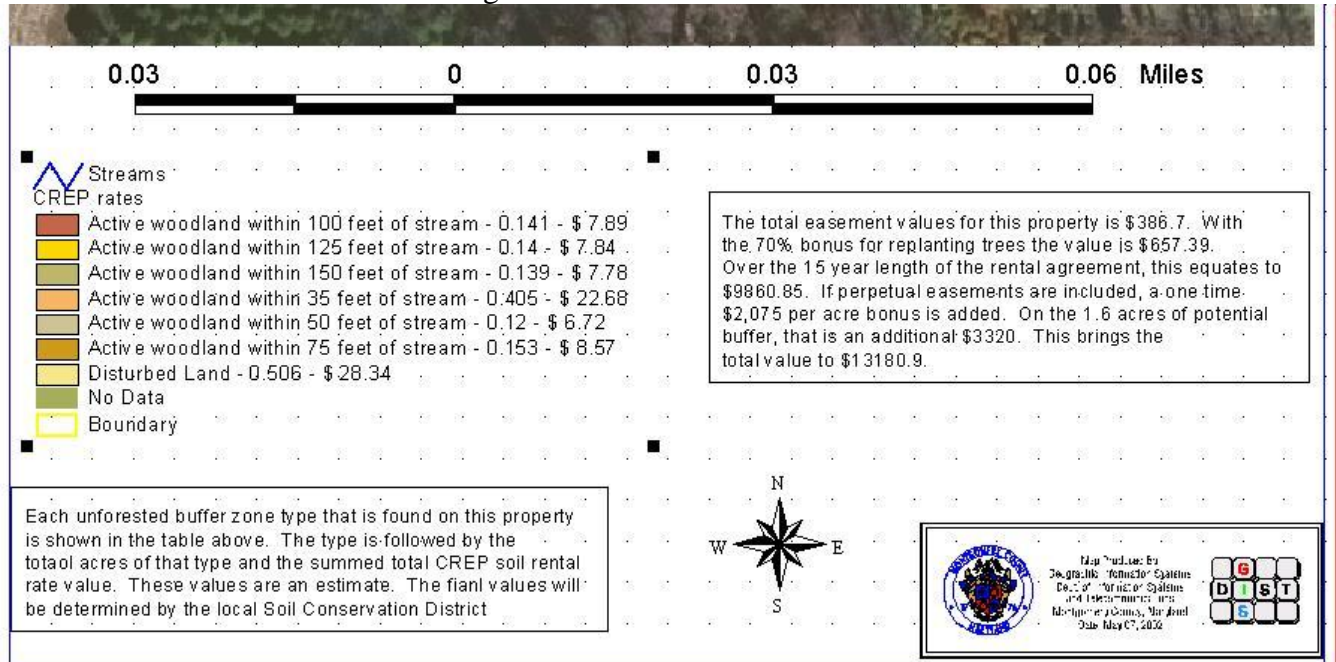 0.03 0 0.03 0.06 Miles
Streams
CREP rates
Active woodland within 100 feet of stream - 0.141 - $ 7.89
Active woodland within 125 feet of stream - 0.14 - $ 7.84
Active woodland within 150 feet of stream - 0.139 - $ 7.78
Active woodland within 35 feet of stream - 0.405 - $ 22.68
Active woodland within 50 feet of stream - 0.12 - $ 6.72
Active woodland within 75 feet of stream - 0.153 - $ 8.57
Disturbed Land - 0.506 - $ 28.34
No Data
Boundary
The total easement values for this property is $386.7. With
the 70% bonus for replanting trees the value is $657.39.
Over the 15 year length of the rental agreement, this equates to
$9860.85. If perpetual easements are included, a one time
$2,075 per acre bonus is added. On the 1.6 acres of potential
buffer, that is an additional $3320. This brings the
total value to $13180.9.
Each unforested buffer zone type that is found on this property
is shown in the table above. The type is followed by the
totaol acres of that type and the summed total CREP soil rental
rate value. These values are an estimate. The fianl values will
be determined by the local Soil Conservation District
N
W E
S
Map Produced By
Geographic Information Systems
Dept of Information Systems
and Telecommunications
Montgomery County, Maryland
Date: May 07, 2002
G
D I S T
S